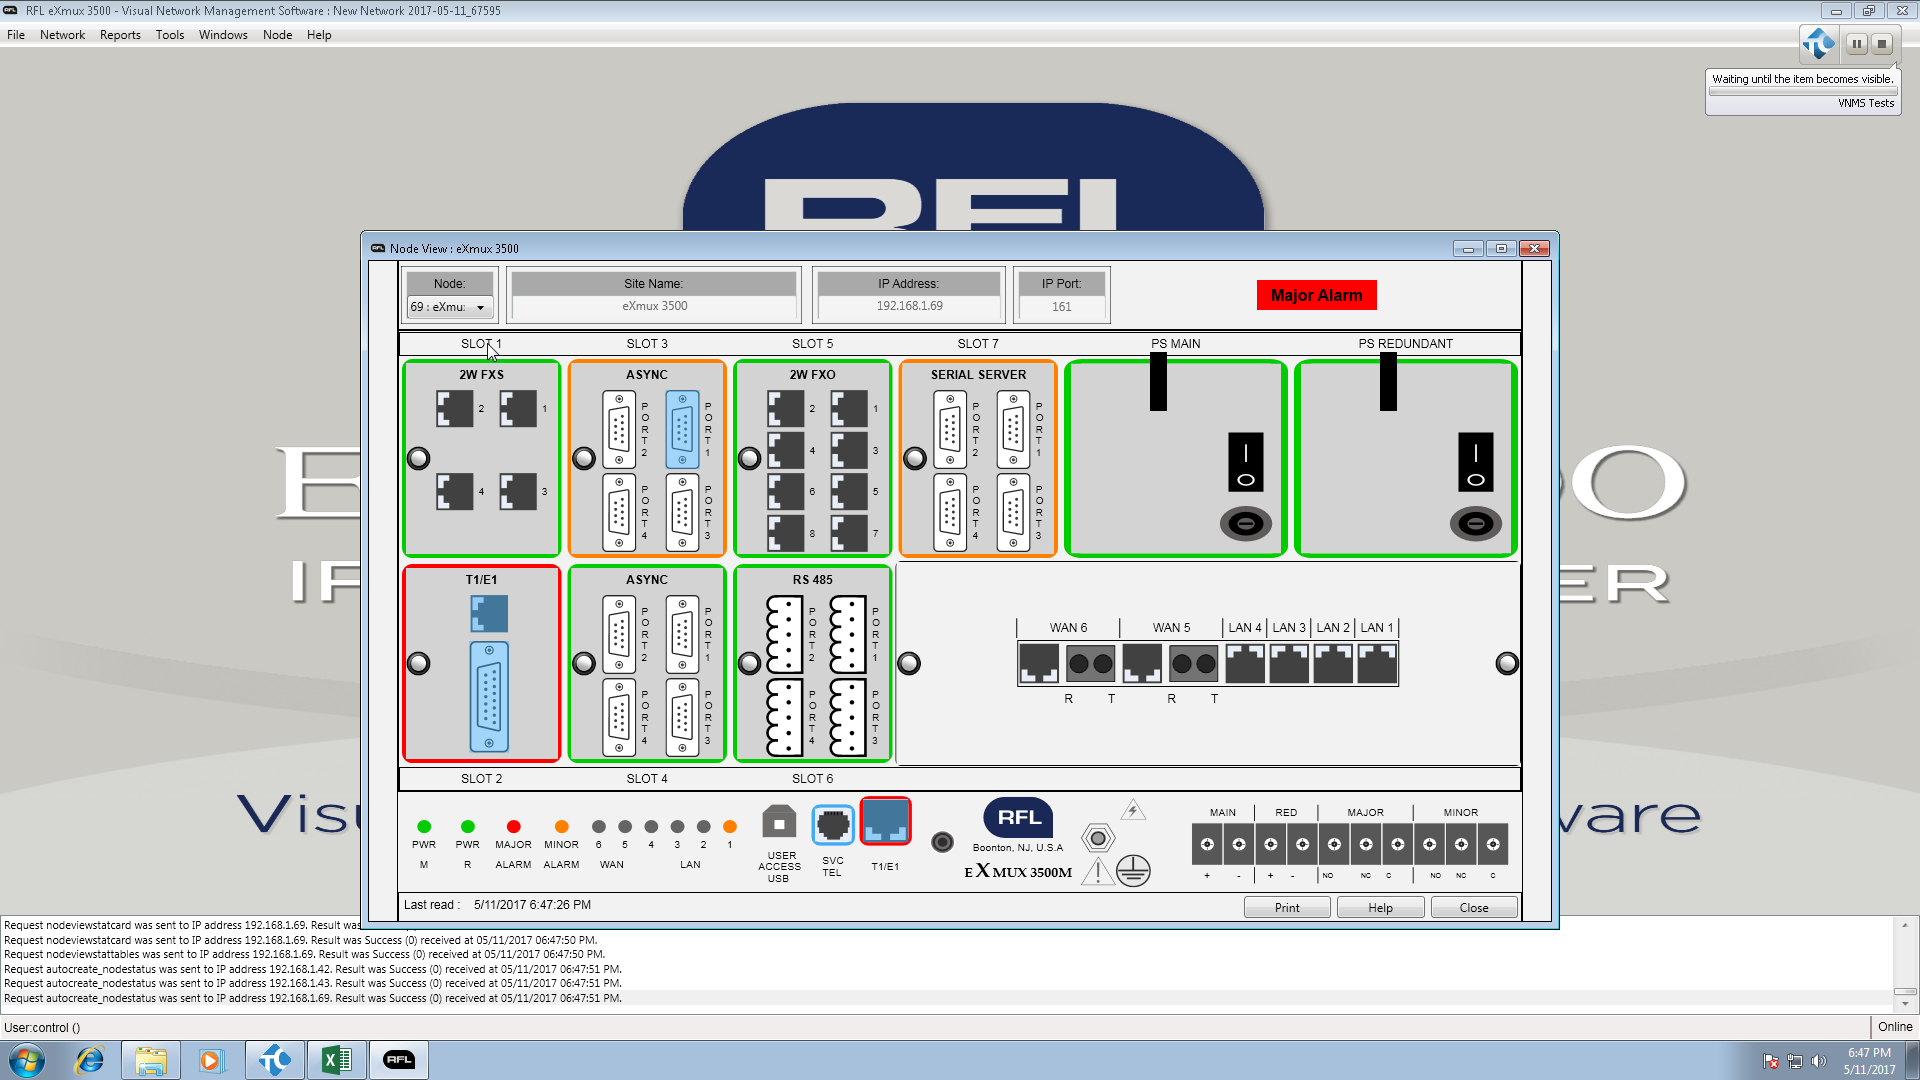 RFL eXmux 3500 - Visual Network Management Software : New Network 2017-05-11_67595
File Network Reports Tools Windows Node Help
Waiting until the item becomes visible.
VNMS Tests
RFL
Node View : eXmux 3500
Node: Site Name: IP Address: IP Port:
69 : eXmu: eXmux 3500 192.168.1.69 161
Major Alarm
SLOT 1 SLOT 3 SLOT 5 SLOT 7 PS MAIN PS REDUNDANT
2W FXS ASYNC 2W FXO SERIAL SERVER
2 1 PORT 2 PORT 1 2 1 PORT 2 PORT 1
4 3
4 3 PORT 4 PORT 3 6 5 PORT 4 PORT 3
8 7
T1/E1 ASYNC RS 485
PORT 2 PORT 1 PORT 2 PORT 1
WAN 6 WAN 5 LAN 4 LAN 3 LAN 2 LAN 1
R T R T
PORT 4 PORT 3 PORT 4 PORT 3
SLOT 2 SLOT 4 SLOT 6
PWR PWR MAJOR MINOR 6 5 4 3 2 1
M R ALARM ALARM WAN LAN
USER ACCESS USB
SVC TEL
T1/E1
RFL
Boonton, NJ, U.S.A
EXMUX 3500M
MAIN RED MAJOR MINOR
+ - + - NO NC C NO NC C
Last read : 5/11/2017 6:47:26 PM
Print Help Close
Request nodeviewstatcard was sent to IP address 192.168.1.69. Result was
Request nodeviewstatcard was sent to IP address 192.168.1.69. Result was Success (0) received at 05/11/2017 06:47:50 PM.
Request nodeviewstattables was sent to IP address 192.168.1.69. Result was Success (0) received at 05/11/2017 06:47:50 PM.
Request autocreate_nodestatus was sent to IP address 192.168.1.42. Result was Success (0) received at 05/11/2017 06:47:51 PM.
Request autocreate_nodestatus was sent to IP address 192.168.1.43. Result was Success (0) received at 05/11/2017 06:47:51 PM.
Request autocreate_nodestatus was sent to IP address 192.168.1.69. Result was Success (0) received at 05/11/2017 06:47:51 PM.
User:control ()
Online
RFL
6:47 PM
5/11/2017